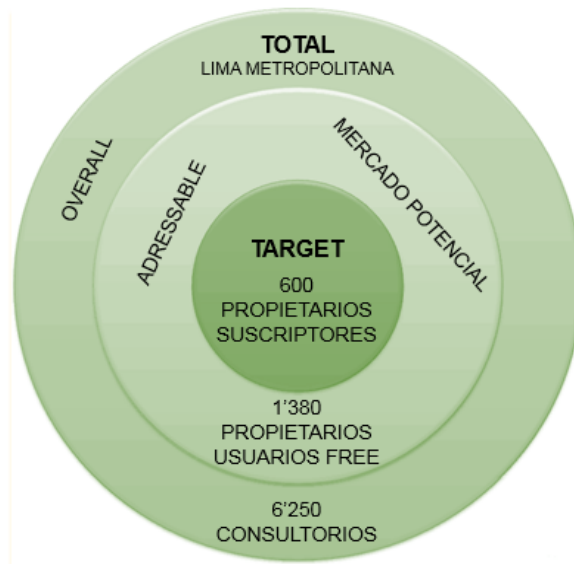 TOTAL
LIMA METROPOLITANA
OVERALL
ADRESSABLE
MERCADO POTENCIAL
TARGET
600
PROPIETARIOS
SUSCRIPTORES
1'380
PROPIETARIOS
USUARIOS FREE
6'250
CONSULTORIOS